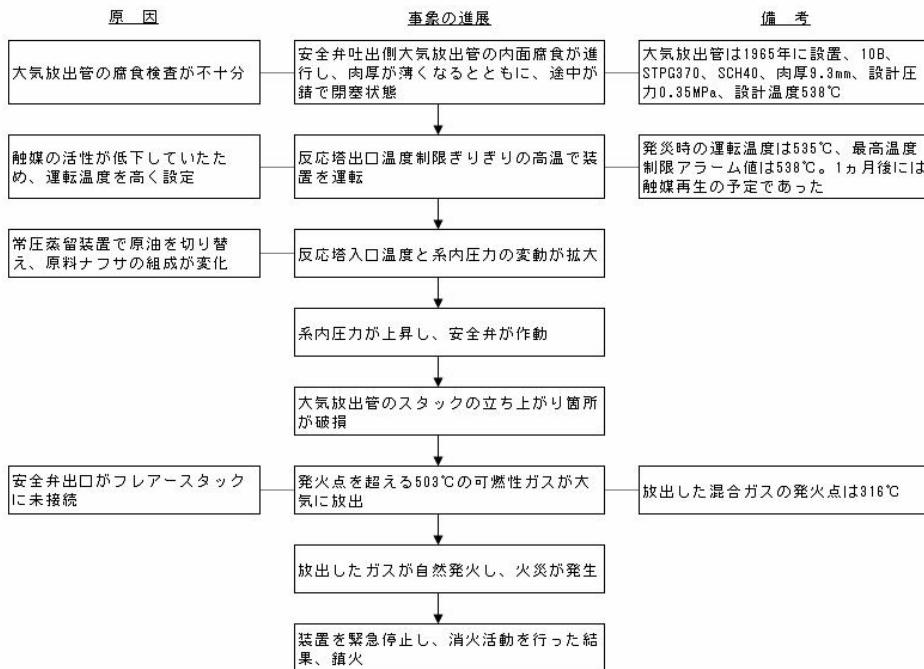 原 因
事象の進展
備 考
大気放出管の腐食検査が不十分
安全弁吐出側大気放出管の内面腐食が進
行し、肉厚が薄くなるとともに、途中が
錆で閉塞状態
大気放出管は1965年に設置、10B、
STPG370、SCH40、肉厚9.3mm、設計圧
力0.35MPa、設計温度538℃
触媒の活性が低下していたた
め、運転温度を高く設定
反応塔出口温度制限ぎりぎりの高温で装
置を運転
発災時の運転温度は535℃、最高温度
制限アラーム値は538℃。1ヵ月後には
触媒再生の予定であった
常圧蒸留装置で原油を切り替
え、原料ナフサの組成が変化
反応塔入口温度と系内圧力の変動が拡大
系内圧力が上昇し、安全弁が作動
大気放出管のスタックの立ち上がり箇所
が破損
安全弁出口がフレアースタック
に未接続
発火点を超える503℃の可燃性ガスが大
気に放出
放出した混合ガスの発火点は316℃
放出したガスが自然発火し、火災が発生
装置を緊急停止し、消火活動を行った結
果、鎮火